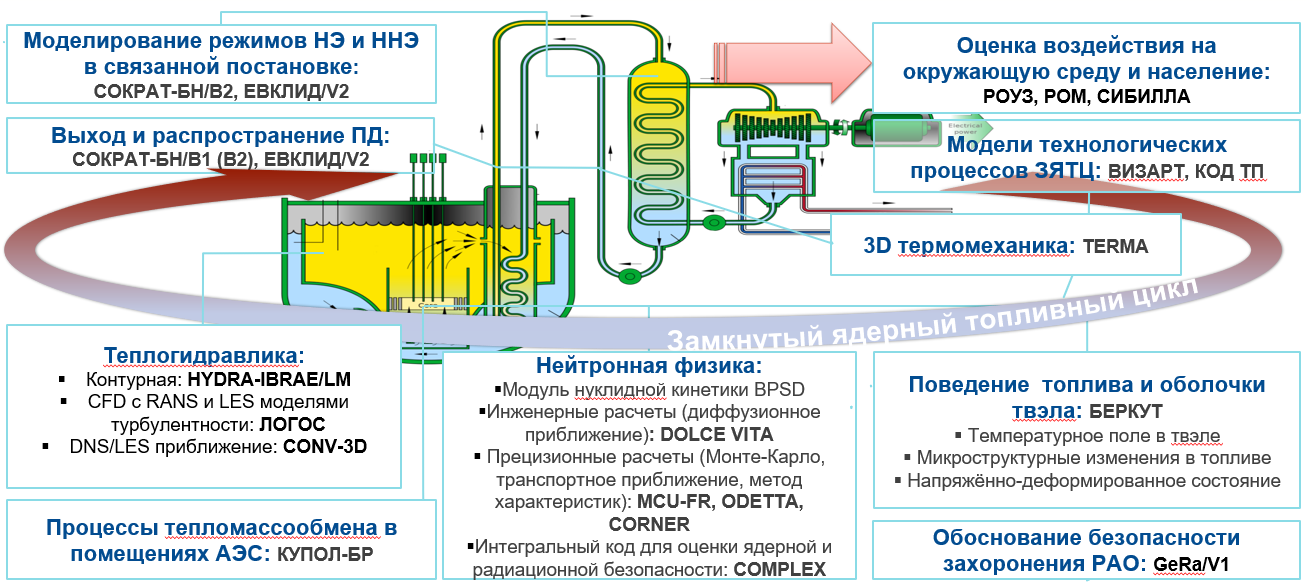 Моделирование режимов НЭ и ННЭ
в связанной постановке:
СОКРАТ-БН/В2, ЕВКЛИД/V2
Выход и распространение ПД:
СОКРАТ-БН/В1 (В2), ЕВКЛИД/V2
Оценка воздействия на
окружающую среду и население:
РОУЗ, РОМ, СИБИЛЛА
Electrical
power
Модели технологических
процессов ЗЯТЦ: ВИЗАРТ, КОД ТП
3D термомеханика: TERMA
Core
Замкнутый ядерный топливный цикл
Теплогидравлика:
▪ Контурная: HYDRA-IBRAE/LM
▪ CFD с RANS и LES моделями
турбулентности: ЛОГОС
▪ DNS/LES приближение: CONV-3D
Процессы тепломассообмена в
помещениях АЭС: КУПОЛ-БР
Нейтронная физика:
▪Модуль нуклидной кинетики BPSD
▪Инженерные расчеты (диффузионное
приближение): DOLCE VITA
▪ Прецизионные расчеты (Монте-Карло,
транспортное приближение, метод
характеристик): MCU-FR, ODETTA,
CORNER
▪Интегральный код для оценки ядерной и
радиационной безопасности: COMPLEX
Поведение топлива и оболочки
твэла: БЕРКУТ
▪ Температурное поле в твэле
▪ Микроструктурные изменения в топливе
▪ Напряжённо-деформированное состояние
Обоснование безопасности
захоронения РАО: GeRa/V1